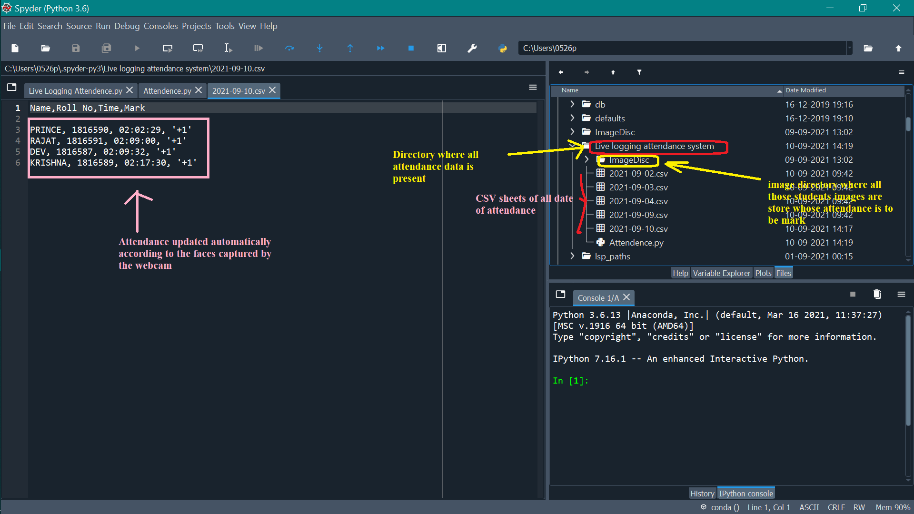 Spyder (Python 3.6)
File Edit Search Source Run Debug Consoles Projects Tools View Help
C:\Users\0526p
C:\Users\0526p\.spyder-py3\Live logging attendance system\2021-09-10.csv
Live Logging Attendence.py
Attendence.py
2021-09-10.csv
1 Name,Roll No,Time,Mark
2
3 PRINCE, 1816590, 02:02:29, '+1'
4 RAJAT, 1816591, 02:09:00, '+1'
5 DEV, 1816587, 02:09:32, '+1'
6 KRISHNA, 1816589, 02:17:30, '+1'
Attendance updated automatically
according to the faces captured by
the webcam
Directory where all
attendance data is
present
CSV sheets of all date
of attendance
Name Date Modified
db 16-12-2019 19:16
defaults 16-12-2019 19:10
ImageDisc 09-09-2021 13:02
Live logging attendance system 10-09-2021 14:19
ImageDisc 09-09-2021 13:02
2021-09-02.csv 10-09-2021 09:42
2021-09-03.csv
2021-09-04.csv
2021-09-09.csv 09:42
2021-09-10.csv 10-09-2021 14:17
Attendence.py 10-09-2021 14:19
lsp_paths 01-09-2021 00:15
image directory where all
those students images are
store whose attendance is to
be mark
Help Variable Explorer Plots Files
Console 1/A
Python 3.6.13 |Anaconda, Inc.| (default, Mar 16 2021, 11:37:27)
[MSC v.1916 64 bit (AMD64)]
Type "copyright", "credits" or "license" for more information.
IPython 7.16.1 -- An enhanced Interactive Python.
In [1]:
History IPython console
conda () Line 1, Col 1 ASCII CRLF RW Mem 90%